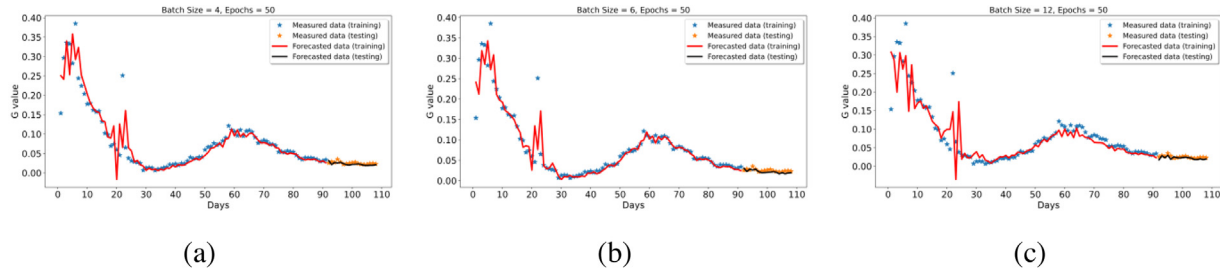 Batch Size = 4, Epochs = 50
G value
0.40
0.35
0.30
0.25
0.20
0.15
0.10
0.05
0.00
Measured data (training)
Measured data (testing)
Forecasted data (training)
Forecasted data (testing)
0 10 20 30 40 50 60 70 80 90 100 110
Days
(a)
Batch Size = 6, Epochs = 50
G value
0.40
0.35
0.30
0.25
0.20
0.15
0.10
0.05
0.00
Measured data (training)
Measured data (testing)
Forecasted data (training)
Forecasted data (testing)
0 10 20 30 40 50 60 70 80 90 100 110
Days
(b)
Batch Size = 12, Epochs = 50
G value
0.40
0.35
0.30
0.25
0.20
0.15
0.10
0.05
0.00
Measured data (training)
Measured data (testing)
Forecasted data (training)
Forecasted data (testing)
0 10 20 30 40 50 60 70 80 90 100 110
Days
(c)